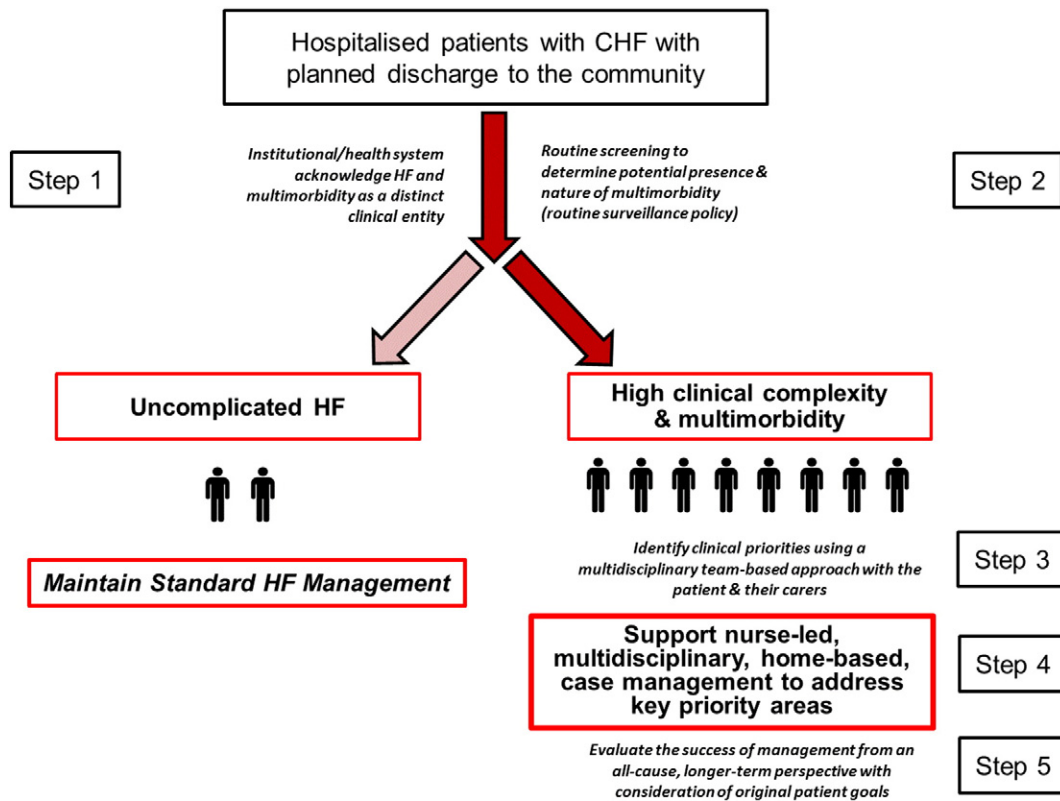 Hospitalised patients with CHF with
planned discharge to the community
Step 1
Institutional/health system
acknowledge HF and
multimorbidity as a distinct
clinical entity
Routine screening to
determine potential presence &
nature of multimorbidity
(routine surveillance policy)
Step 2
Uncomplicated HF
High clinical complexity
& multimorbidity
Maintain Standard HF Management
Identify clinical priorities using a
multidisciplinary team-based approach with the
patient & their carers
Step 3
Support nurse-led,
multidisciplinary, home-based,
case management to address
key priority areas
Step 4
Evaluate the success of management from an
all-cause, longer-term perspective with
consideration of original patient goals
Step 5